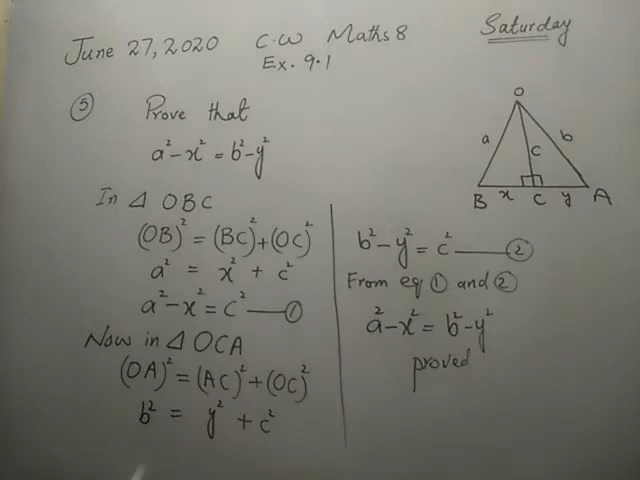 June 27, 2020 C.W Maths 8 Saturday
Ex. 9.1
⑤ Prove that
a² - x² = b² - y²
O
a b
C
B x C y A
In △ OBC
(OB)² = (BC)² + (OC)²
a² = x² + c²
a² - x² = c² — ①
Now in △ OCA
(OA)² = (AC)² + (OC)²
b² = y² + c²
b² - y² = c² — ②
From eq ① and ②
a² - x² = b² - y²
proved